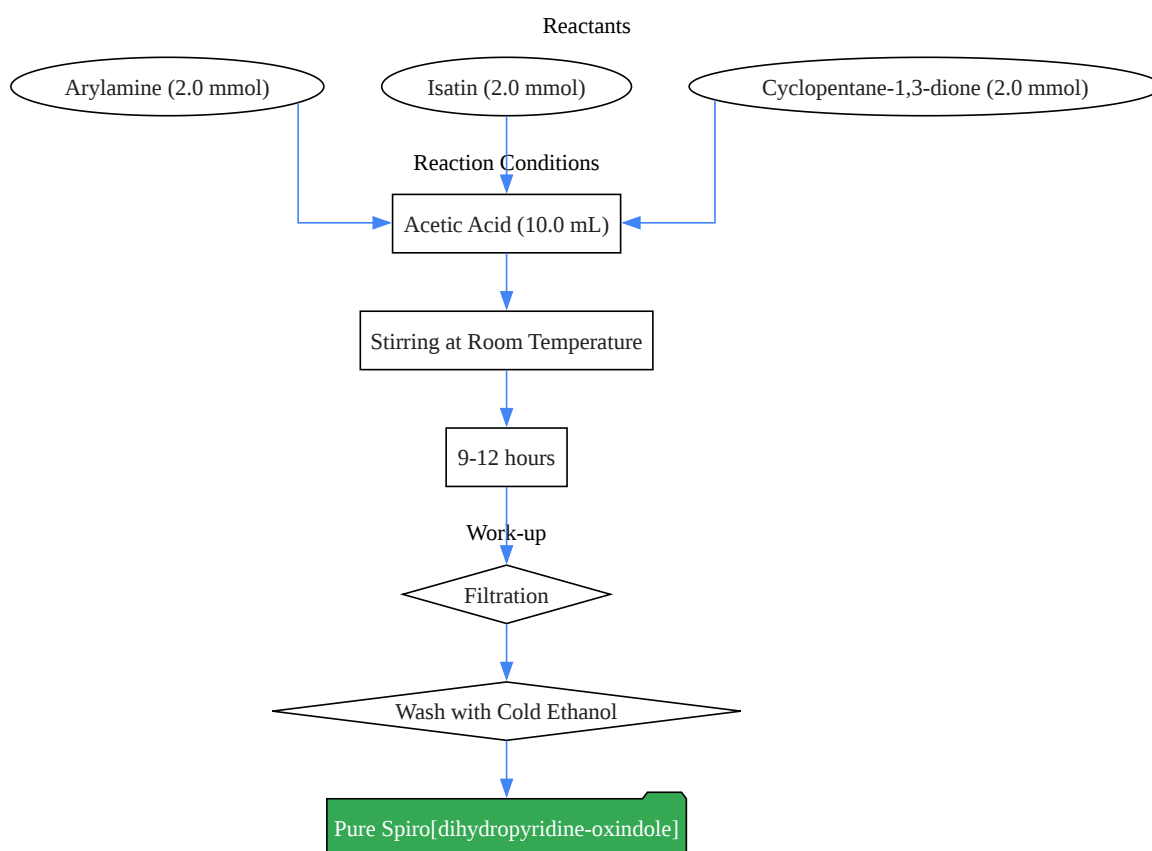 Reactants
Arylamine (2.0 mmol)
Isatin (2.0 mmol)
Cyclopentane-1,3-dione (2.0 mmol)
Reaction Conditions
Acetic Acid (10.0 mL)
Stirring at Room Temperature
9-12 hours
Work-up
Filtration
Wash with Cold Ethanol
Pure Spiro[dihydropyridine-oxindole]